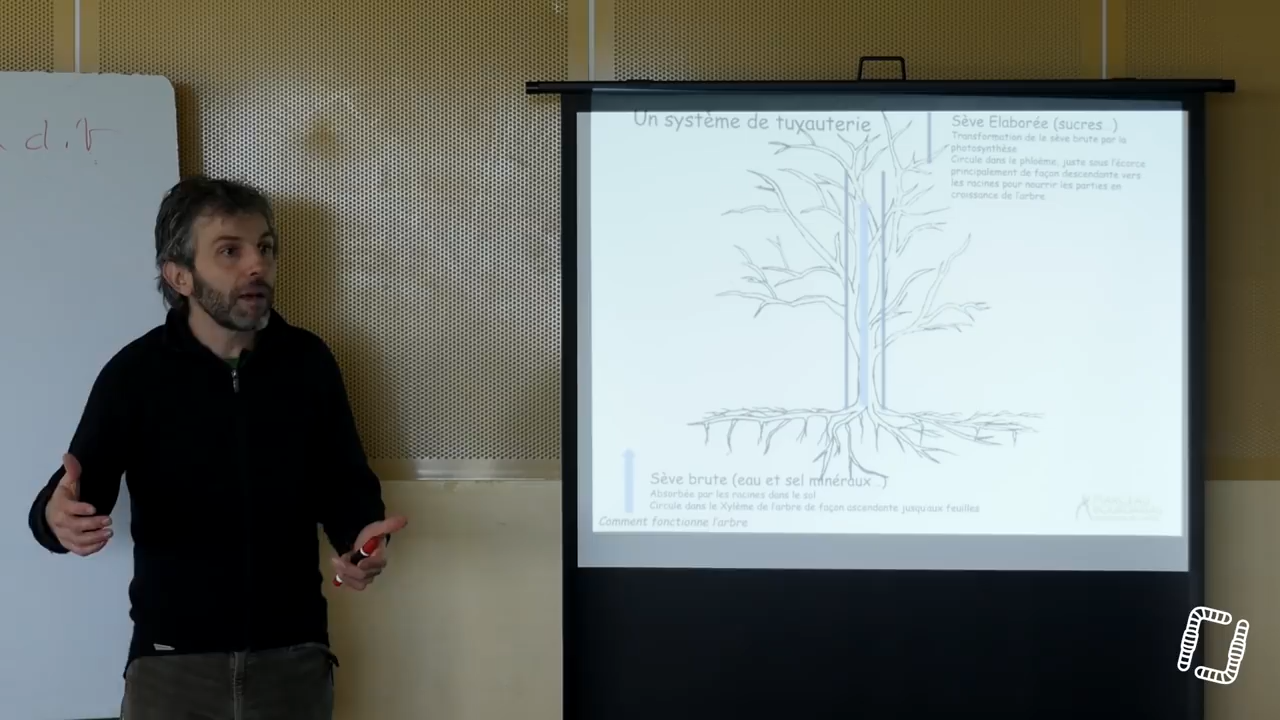 d.b
Un système de tuyauterie
Sève Elaborée (sucres…)
Transformation de le sève brute par la
photosynthèse
Circule dans le phloème, juste sous l'écorce
principalement de façon descendante vers
les racines pour nourrir les parties en
croissance de l'arbre
Sève brute (eau et sel minéraux…)
Absorbée par les racines dans le sol
Circule dans le Xylème de l'arbre de façon ascendante jusqu'aux feuilles
Comment fonctionne l'arbre